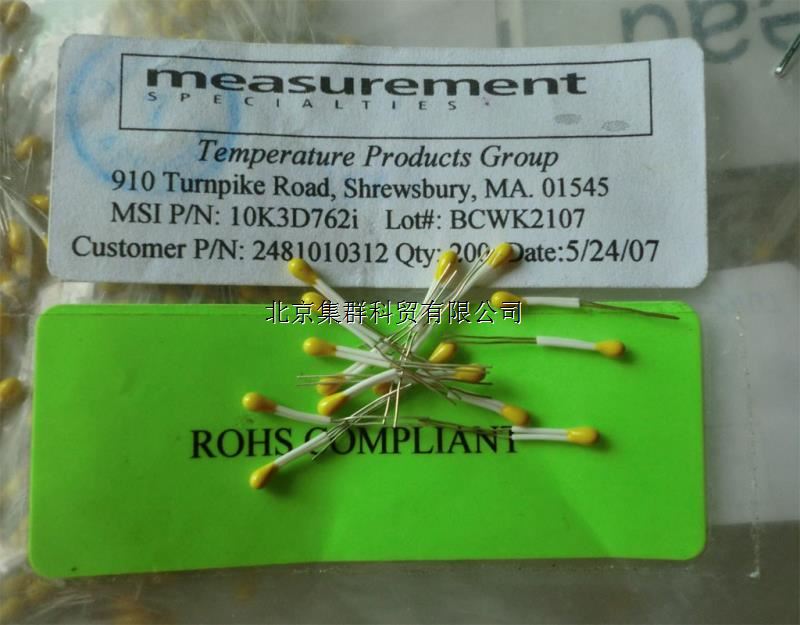 measurement
SPECIALTIES
Temperature Products Group
910 Turnpike Road, Shrewsbury, MA. 01545
MSI P/N: 10K3D762i Lot#: BCWK2107
Customer P/N: 2481010312 Qty: 200 Date:5/24/07
北京集群科贸有限公司
ROHS COMPLIANT